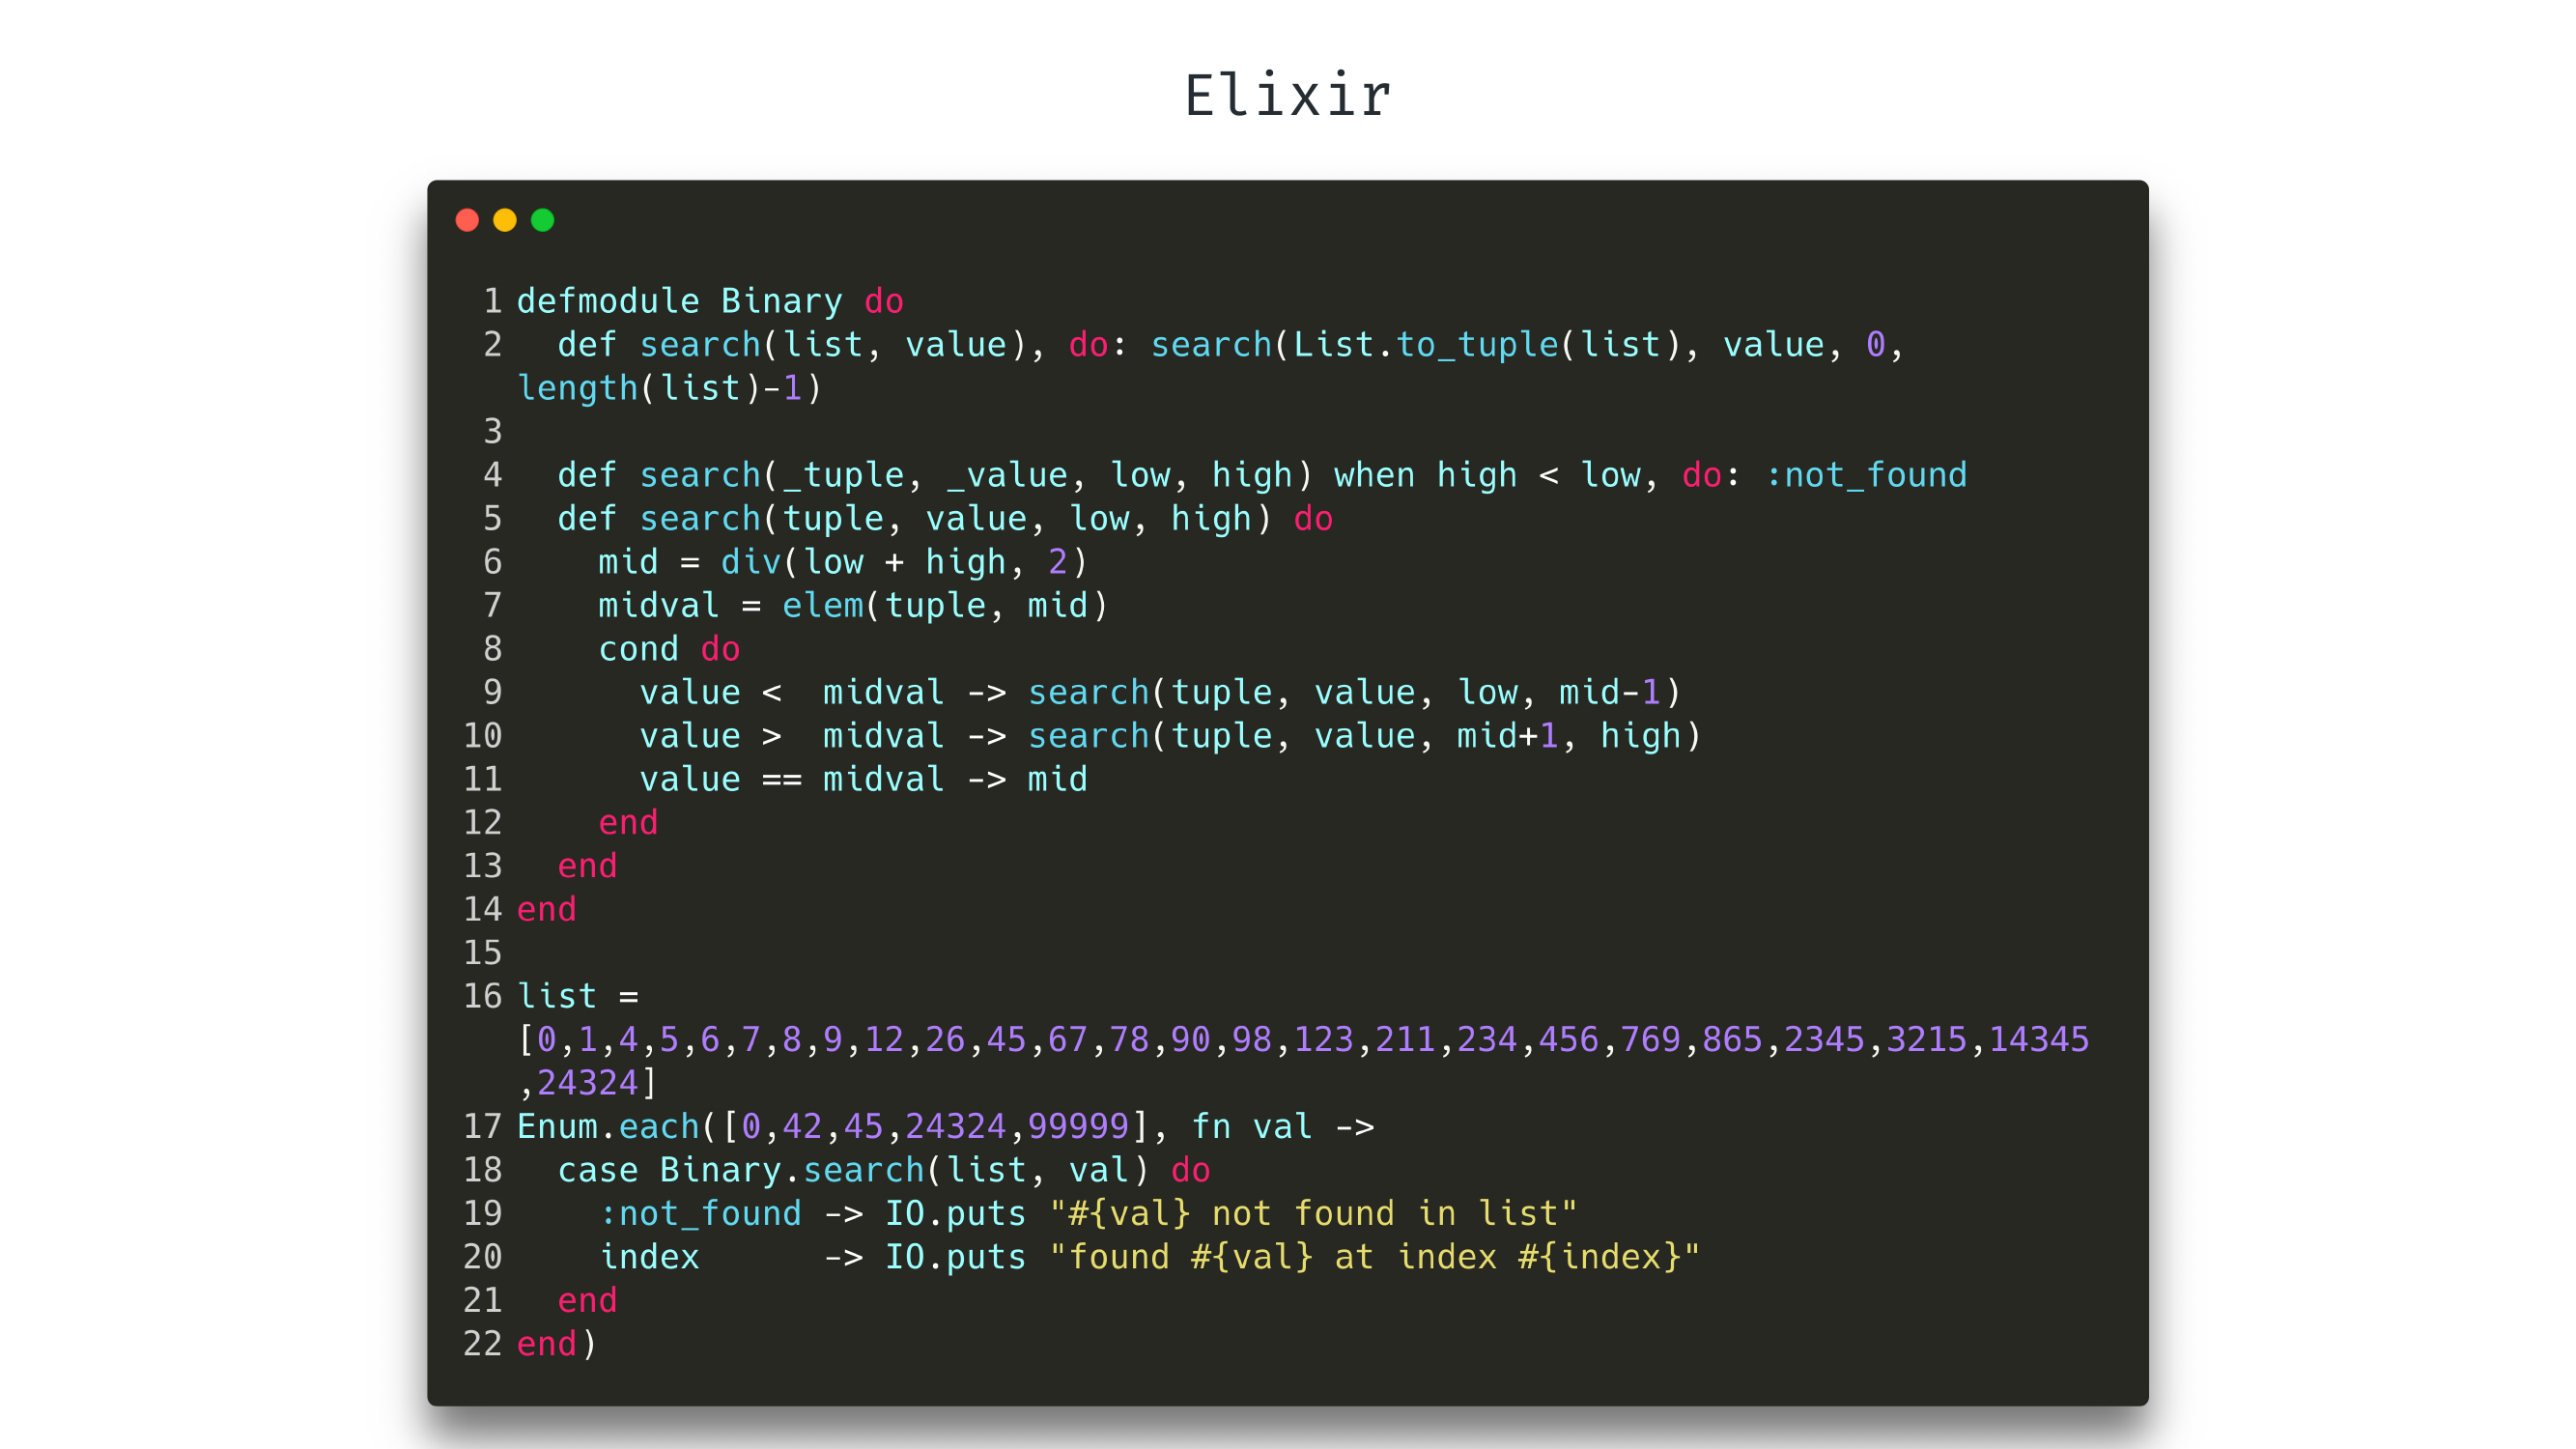 Elixir
1 defmodule Binary do
2   def search(list, value), do: search(List.to_tuple(list), value, 0,
length(list)-1)
3
4   def search(_tuple, _value, low, high) when high < low, do: :not_found
5   def search(tuple, value, low, high) do
6     mid = div(low + high, 2)
7     midval = elem(tuple, mid)
8     cond do
9       value <  midval -> search(tuple, value, low, mid-1)
10       value >  midval -> search(tuple, value, mid+1, high)
11       value == midval -> mid
12     end
13   end
14 end
15
16 list =
[0,1,4,5,6,7,8,9,12,26,45,67,78,90,98,123,211,234,456,769,865,2345,3215,14345
,24324]
17 Enum.each([0,42,45,24324,99999], fn val ->
18   case Binary.search(list, val) do
19     :not_found -> IO.puts "#{val} not found in list"
20     index      -> IO.puts "found #{val} at index #{index}"
21   end
22 end)